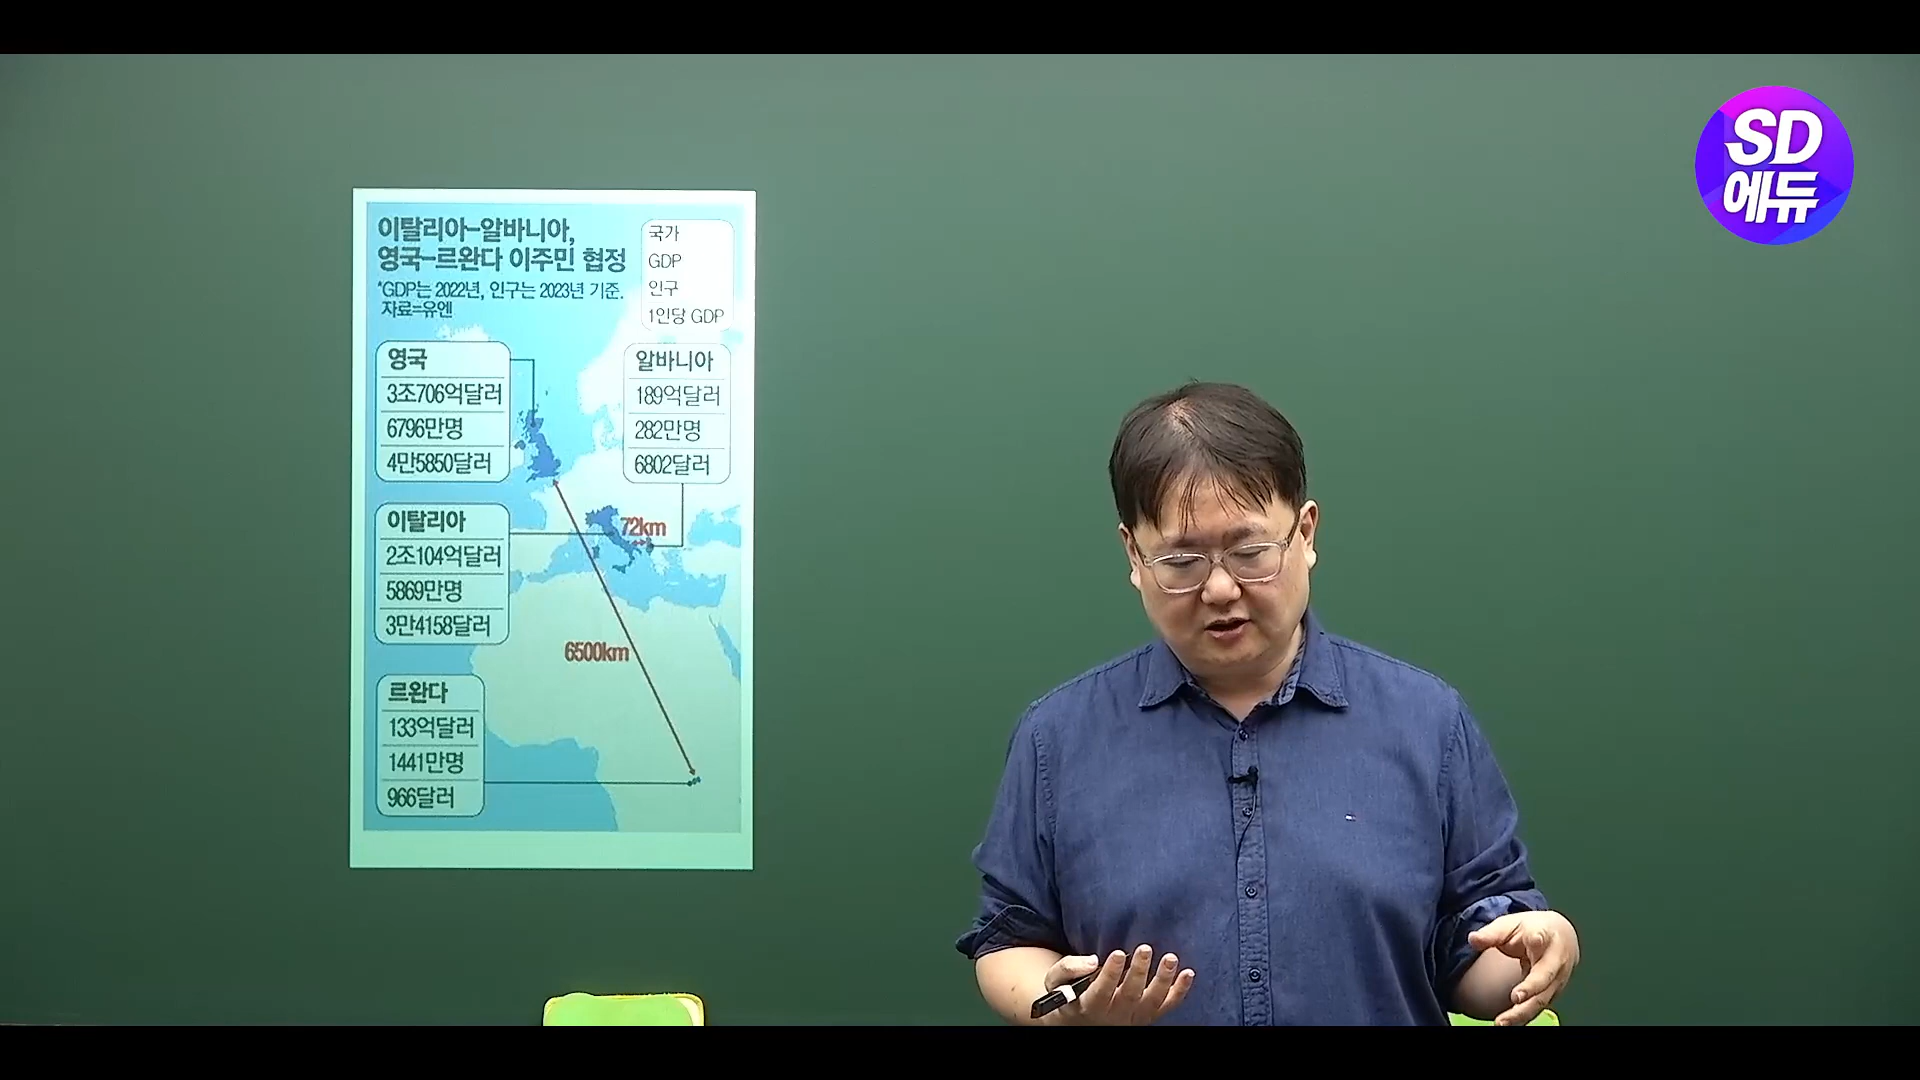 SD
에듀
이탈리아-알바니아,
영국-르완다 이주민 협정
*GDP는 2022년, 인구는 2023년 기준.
자료=유엔
국가
GDP
인구
1인당 GDP
영국
3조706억달러
6796만명
4만5850달러
알바니아
189억달러
282만명
6802달러
이탈리아
2조104억달러
5869만명
3만4158달러
72km
6500km
르완다
133억달러
1441만명
966달러